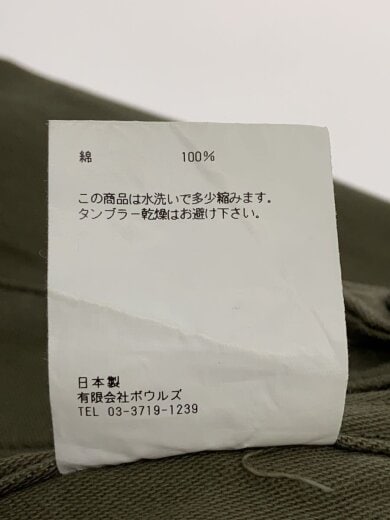 綿 100%
この商品は水洗いで多少縮みます。
タンブラー乾燥はお避け下さい。
日本製
有限会社ボウルズ
TEL 03-3719-1239